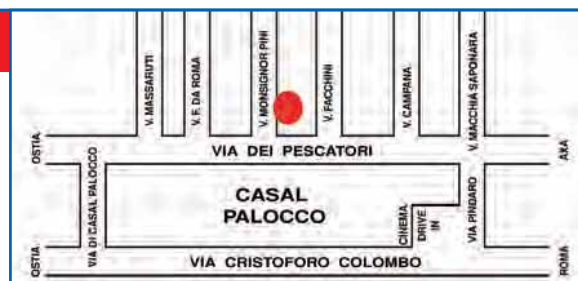 V. MASSARUTI
V. F. DA ROMA
V. MONSIGNOR PINI
V. FACCHINI
V. CAMPANA
V. MACCHIA SAPONARA
OSTIA
VIA DEI PESCATORI
AXA
VIA DI CASAL PALOCCO
CASAL
PALOCCO
CINEMA
DRIVE
IN
VIA PINDARO
OSTIA
VIA CRISTOFORO COLOMBO
ROMA